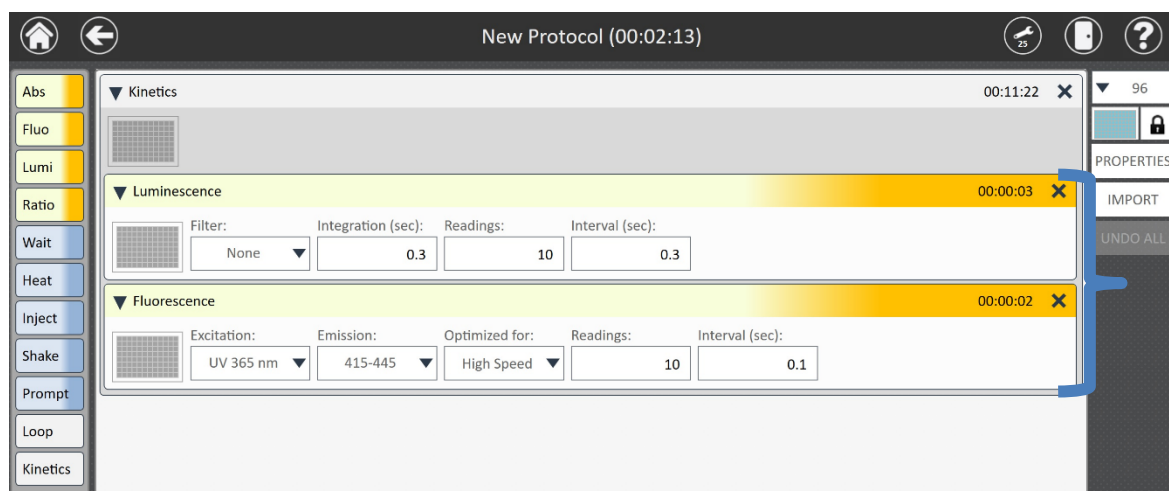 New Protocol (00:02:13)
25
Abs
Fluo
Lumi
Ratio
Wait
Heat
Inject
Shake
Prompt
Loop
Kinetics
Kinetics 00:11:22
Luminescence 00:00:03
Filter: Integration (sec): Readings: Interval (sec):
None 0.3 10 0.3
Fluorescence 00:00:02
Excitation: Emission: Optimized for: Readings: Interval (sec):
UV 365 nm 415-445 High Speed 10 0.1
96
PROPERTIES
IMPORT
UNDO ALL